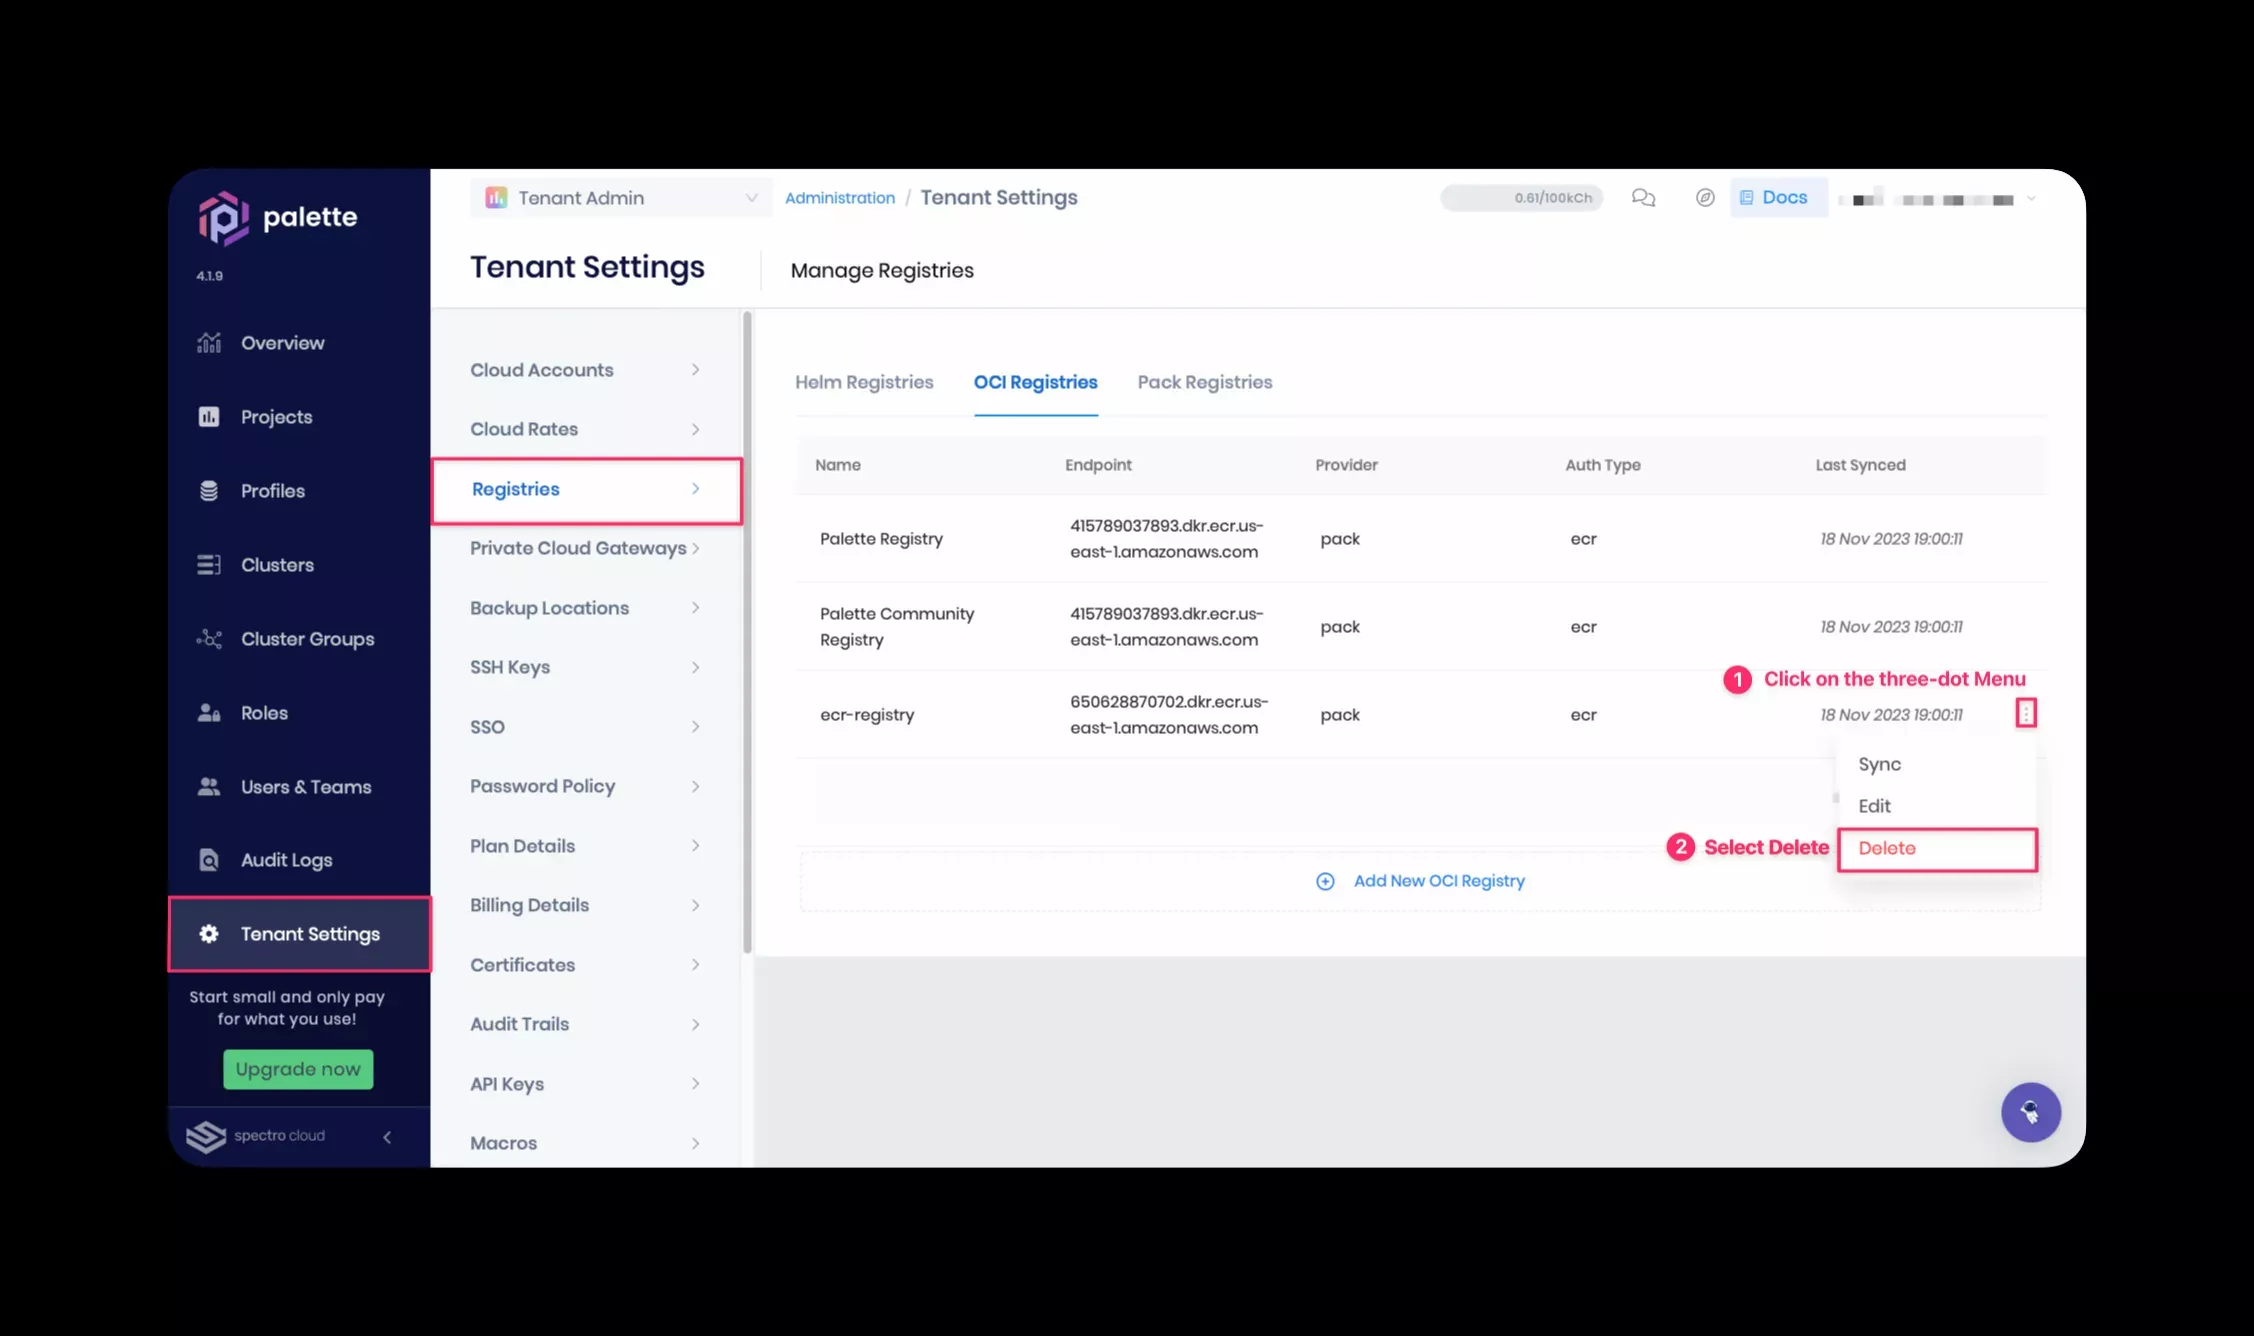 palette
4.1.9
Overview
Projects
Profiles
Clusters
Cluster Groups
Roles
Users & Teams
Audit Logs
Tenant Settings
Start small and only pay
for what you use!
Upgrade now
spectro cloud
Tenant Admin
Administration / Tenant Settings
0.61/100kCh
Docs
Tenant Settings
Manage Registries
Cloud Accounts
Cloud Rates
Registries
Private Cloud Gateways
Backup Locations
SSH Keys
SSO
Password Policy
Plan Details
Billing Details
Certificates
Audit Trails
API Keys
Macros
Helm Registries OCI Registries Pack Registries
Name Endpoint Provider Auth Type Last Synced
Palette Registry 415789037893.dkr.ecr.us-
east-1.amazonaws.com pack ecr 18 Nov 2023 19:00:11
Palette Community
Registry 415789037893.dkr.ecr.us-
east-1.amazonaws.com pack ecr 18 Nov 2023 19:00:11
1 Click on the three-dot Menu
ecr-registry 650628870702.dkr.ecr.us-
east-1.amazonaws.com pack ecr 18 Nov 2023 19:00:11
Sync
Edit
2 Select Delete
Delete
Add New OCI Registry